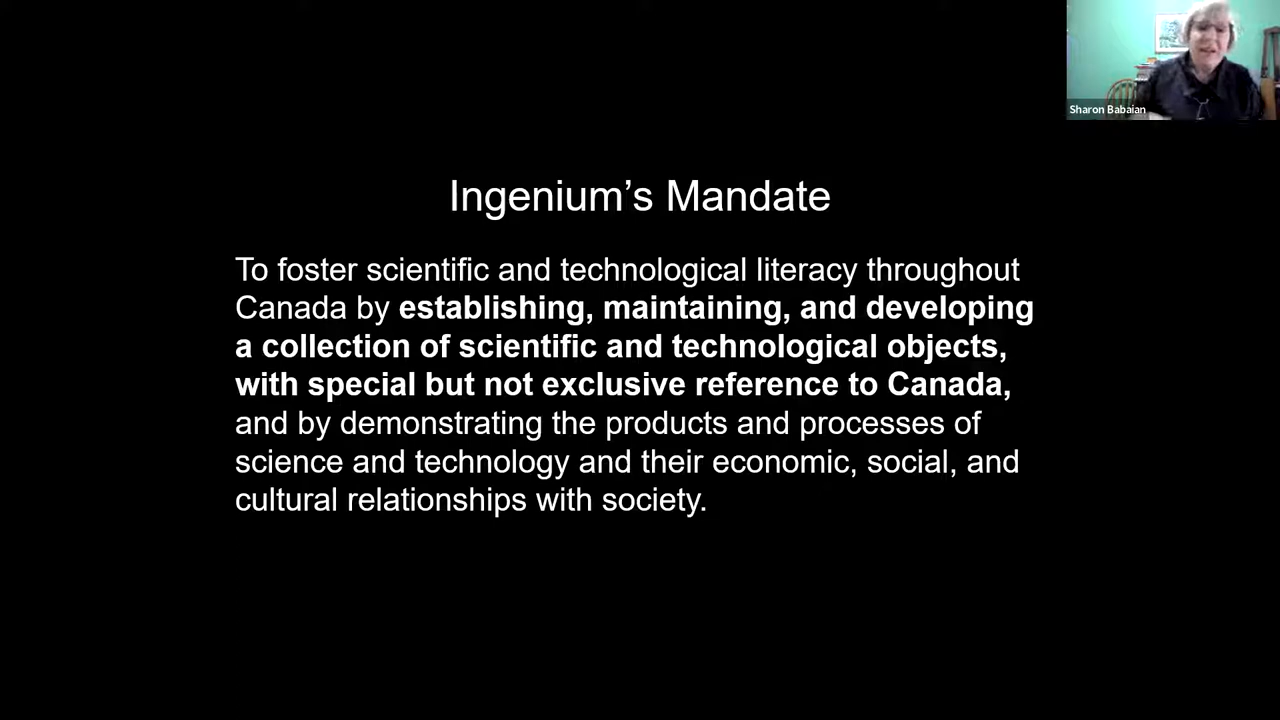 Sharon Babaian
Ingenium’s Mandate
To foster scientific and technological literacy throughout
Canada by establishing, maintaining, and developing
a collection of scientific and technological objects,
with special but not exclusive reference to Canada,
and by demonstrating the products and processes of
science and technology and their economic, social, and
cultural relationships with society.